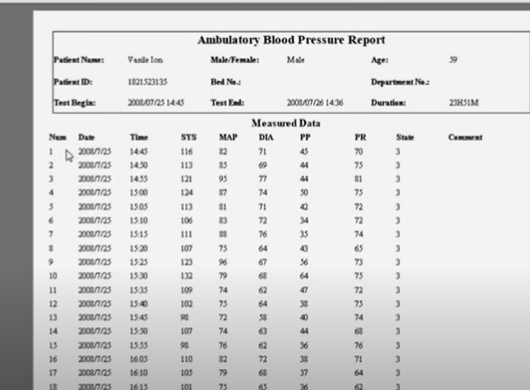 Ambulatory Blood Pressure Report
Patient Name: Vasile Ion Male/Female: Male Age: 59
Patient ID: 1821523135 Bed No.: Department No.:
Test Begin: 2008/07/25 14:45 Test End: 2008/07/26 14:36 Duration: 23H51M
Measured Data
Num Date Time SYS MAP DIA PP PR State Comment
1 2008/7/25 14:45 116 82 71 45 70 3
2 2008/7/25 14:50 113 85 69 44 75 3
3 2008/7/25 14:55 121 95 77 44 81 3
4 2008/7/25 15:00 124 87 74 50 75 3
5 2008/7/25 15:05 113 81 71 42 72 3
6 2008/7/25 15:10 106 83 72 34 72 3
7 2008/7/25 15:15 111 88 76 35 74 3
8 2008/7/25 15:20 107 75 64 43 65 3
9 2008/7/25 15:25 123 96 67 56 73 3
10 2008/7/25 15:30 132 79 68 64 75 3
11 2008/7/25 15:35 109 74 62 47 72 3
12 2008/7/25 15:40 102 75 64 38 75 3
13 2008/7/25 15:45 98 72 58 40 74 3
14 2008/7/25 15:50 107 74 63 44 68 3
15 2008/7/25 15:55 98 76 62 36 76 3
16 2008/7/25 16:05 110 82 72 38 71 3
17 2008/7/25 16:10 105 79 68 37 64 3
18 2008/7/25 16:15 101 75 65 36 62 3